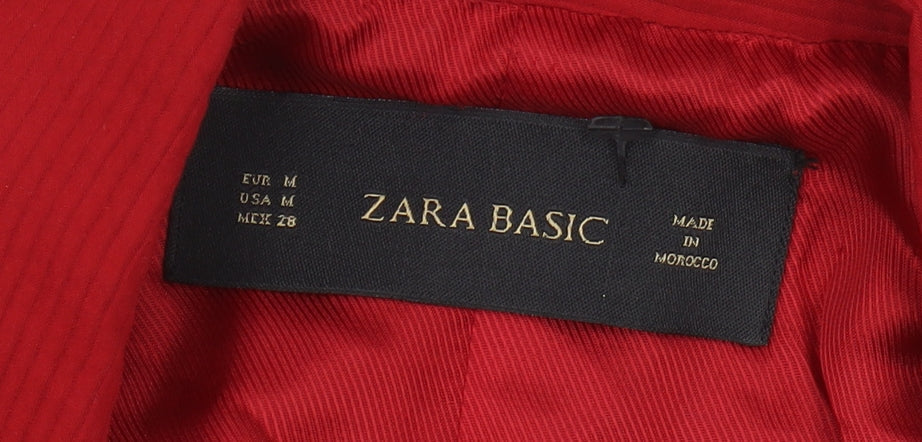 EUR M
USA M
MEX 28
ZARA BASIC
MADE
IN
MOROCCO